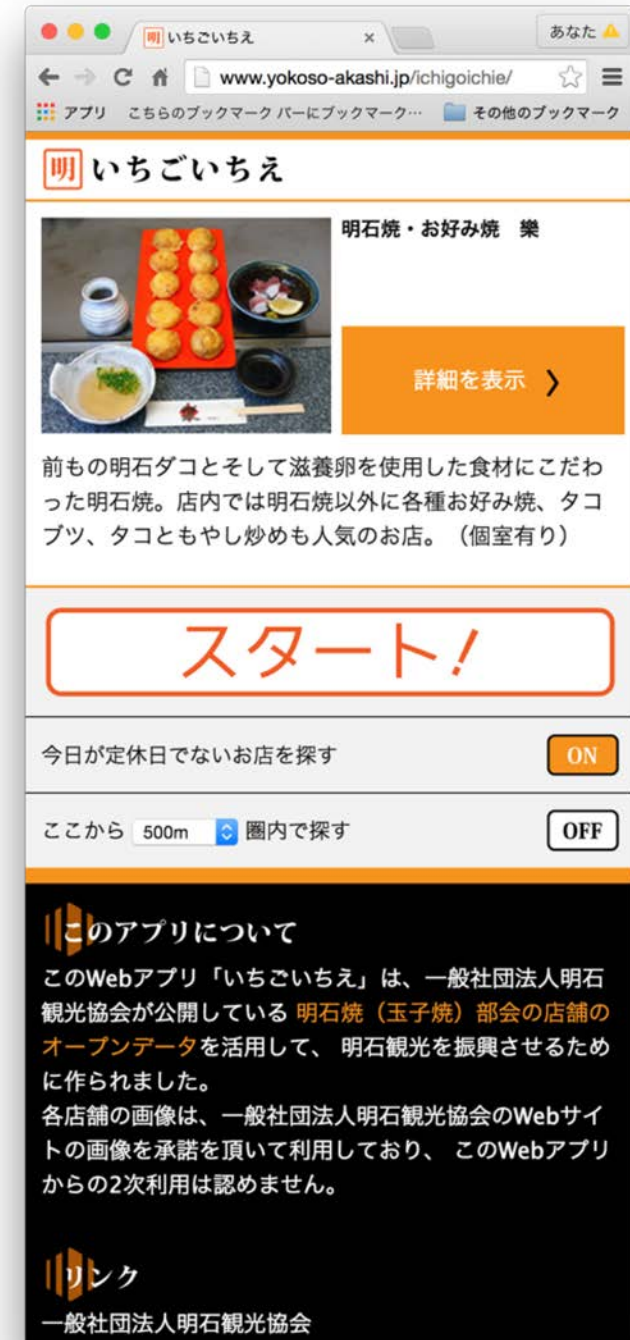 明 いちごいちえ
あなた
www.yokoso-akashi.jp/ichigoichie/
アプリ こちらのブックマーク バーにブックマーク… その他のブックマーク
明 いちごいちえ
明石焼・お好み焼 樂
詳細を表示
前もの明石ダコとそして滋養卵を使用した食材にこだわ
った明石焼。店内では明石焼以外に各種お好み焼、タコ
ブツ、タコともやし炒めも人気のお店。（個室有り）
スタート!
今日が定休日でないお店を探す ON
ここから 500m 圏内で探す OFF
このアプリについて
このWebアプリ「いちごいちえ」は、一般社団法人明石
観光協会が公開している 明石焼（玉子焼）部会の店舗の
オープンデータを活用して、 明石観光を振興させるため
に作られました。
各店舗の画像は、一般社団法人明石観光協会のWebサイ
トの画像を承諾を頂いて利用しており、 このWebアプリ
からの2次利用は認めません。
リンク
一般社団法人明石観光協会